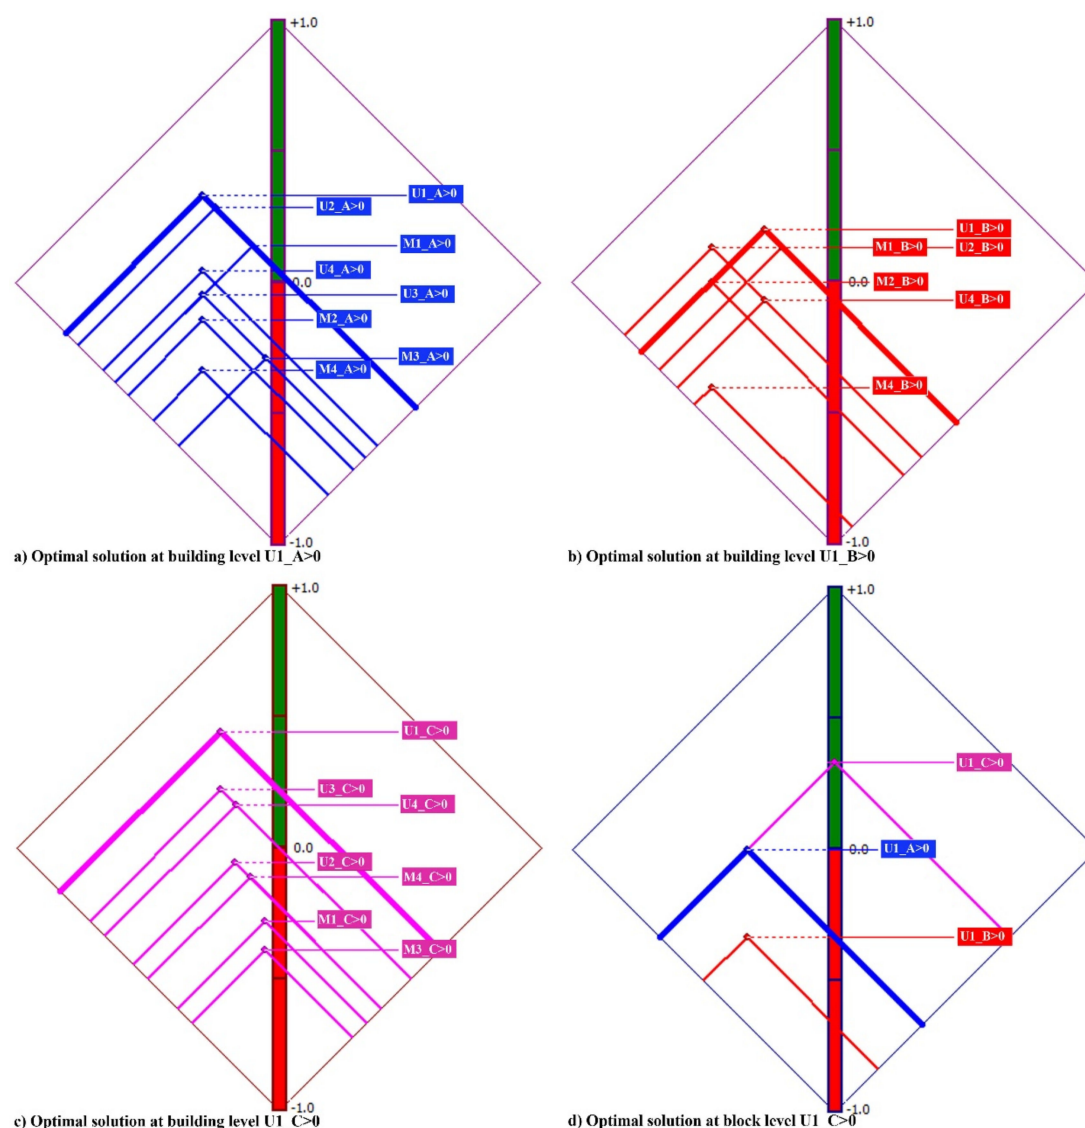 +1.0
U1_A>0
U2_A>0
M1_A>0
U4_A>0
0.0
U3_A>0
M2_A>0
M3_A>0
M4_A>0
-1.0
a) Optimal solution at building level U1_A>0
+1.0
U1_B>0
M1_B>0 U2_B>0
0.0
M2_B>0
U4_B>0
M4_B>0
-1.0
b) Optimal solution at building level U1_B>0
+1.0
U1_C>0
U3_C>0
U4_C>0
0.0
U2_C>0
M4_C>0
M1_C>0
M3_C>0
-1.0
c) Optimal solution at building level U1_C>0
+1.0
U1_C>0
0.0
U1_A>0
U1_B>0
-1.0
d) Optimal solution at block level U1_C>0